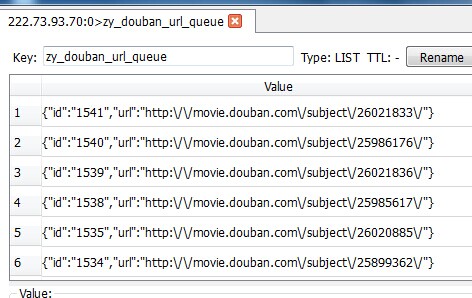 222.73.93.70:0>zy_douban_url_queue
Key: zy_douban_url_queue Type: LIST TTL: - Rename
Value
1 {"id":"1541","url":"http:\/\/movie.douban.com\/subject\/26021833\/"}
2 {"id":"1540","url":"http:\/\/movie.douban.com\/subject\/25986176\/"}
3 {"id":"1539","url":"http:\/\/movie.douban.com\/subject\/26021836\/"}
4 {"id":"1538","url":"http:\/\/movie.douban.com\/subject\/25985617\/"}
5 {"id":"1535","url":"http:\/\/movie.douban.com\/subject\/26020885\/"}
6 {"id":"1534","url":"http:\/\/movie.douban.com\/subject\/25899362\/"}
Value: